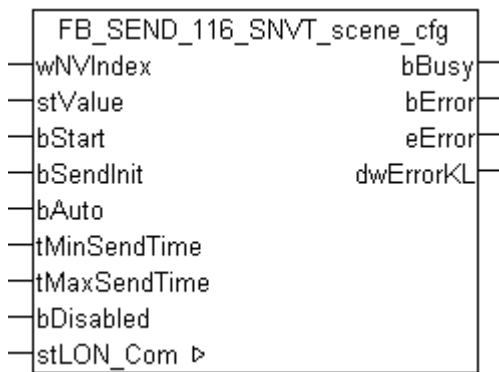 FB_SEND_116_SNVT_scene_cfg
wNVIndex bBusy
stValue bError
bStart eError
bSendInit dwErrorKL
bAuto
tMinSendTime
tMaxSendTime
bDisabled
stLON_Com ▷